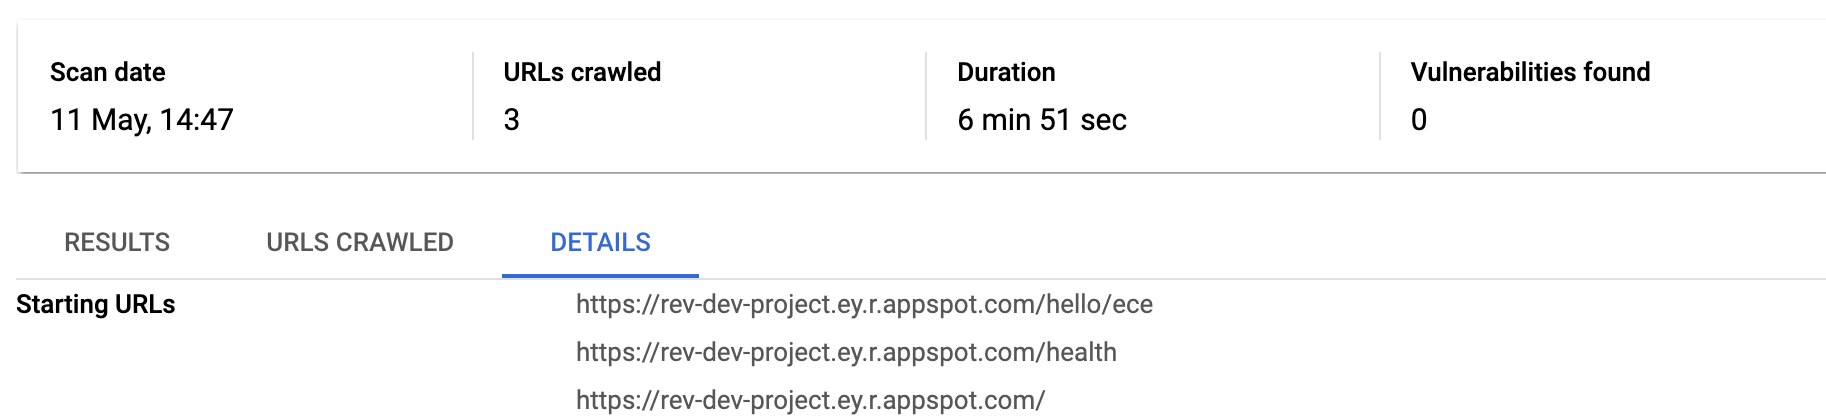 Scan date
11 May, 14:47
URLs crawled
3
Duration
6 min 51 sec
Vulnerabilities found
0
RESULTS URLS CRAWLED DETAILS
Starting URLs https://rev-dev-project.ey.r.appspot.com/hello/ece
https://rev-dev-project.ey.r.appspot.com/health
https://rev-dev-project.ey.r.appspot.com/